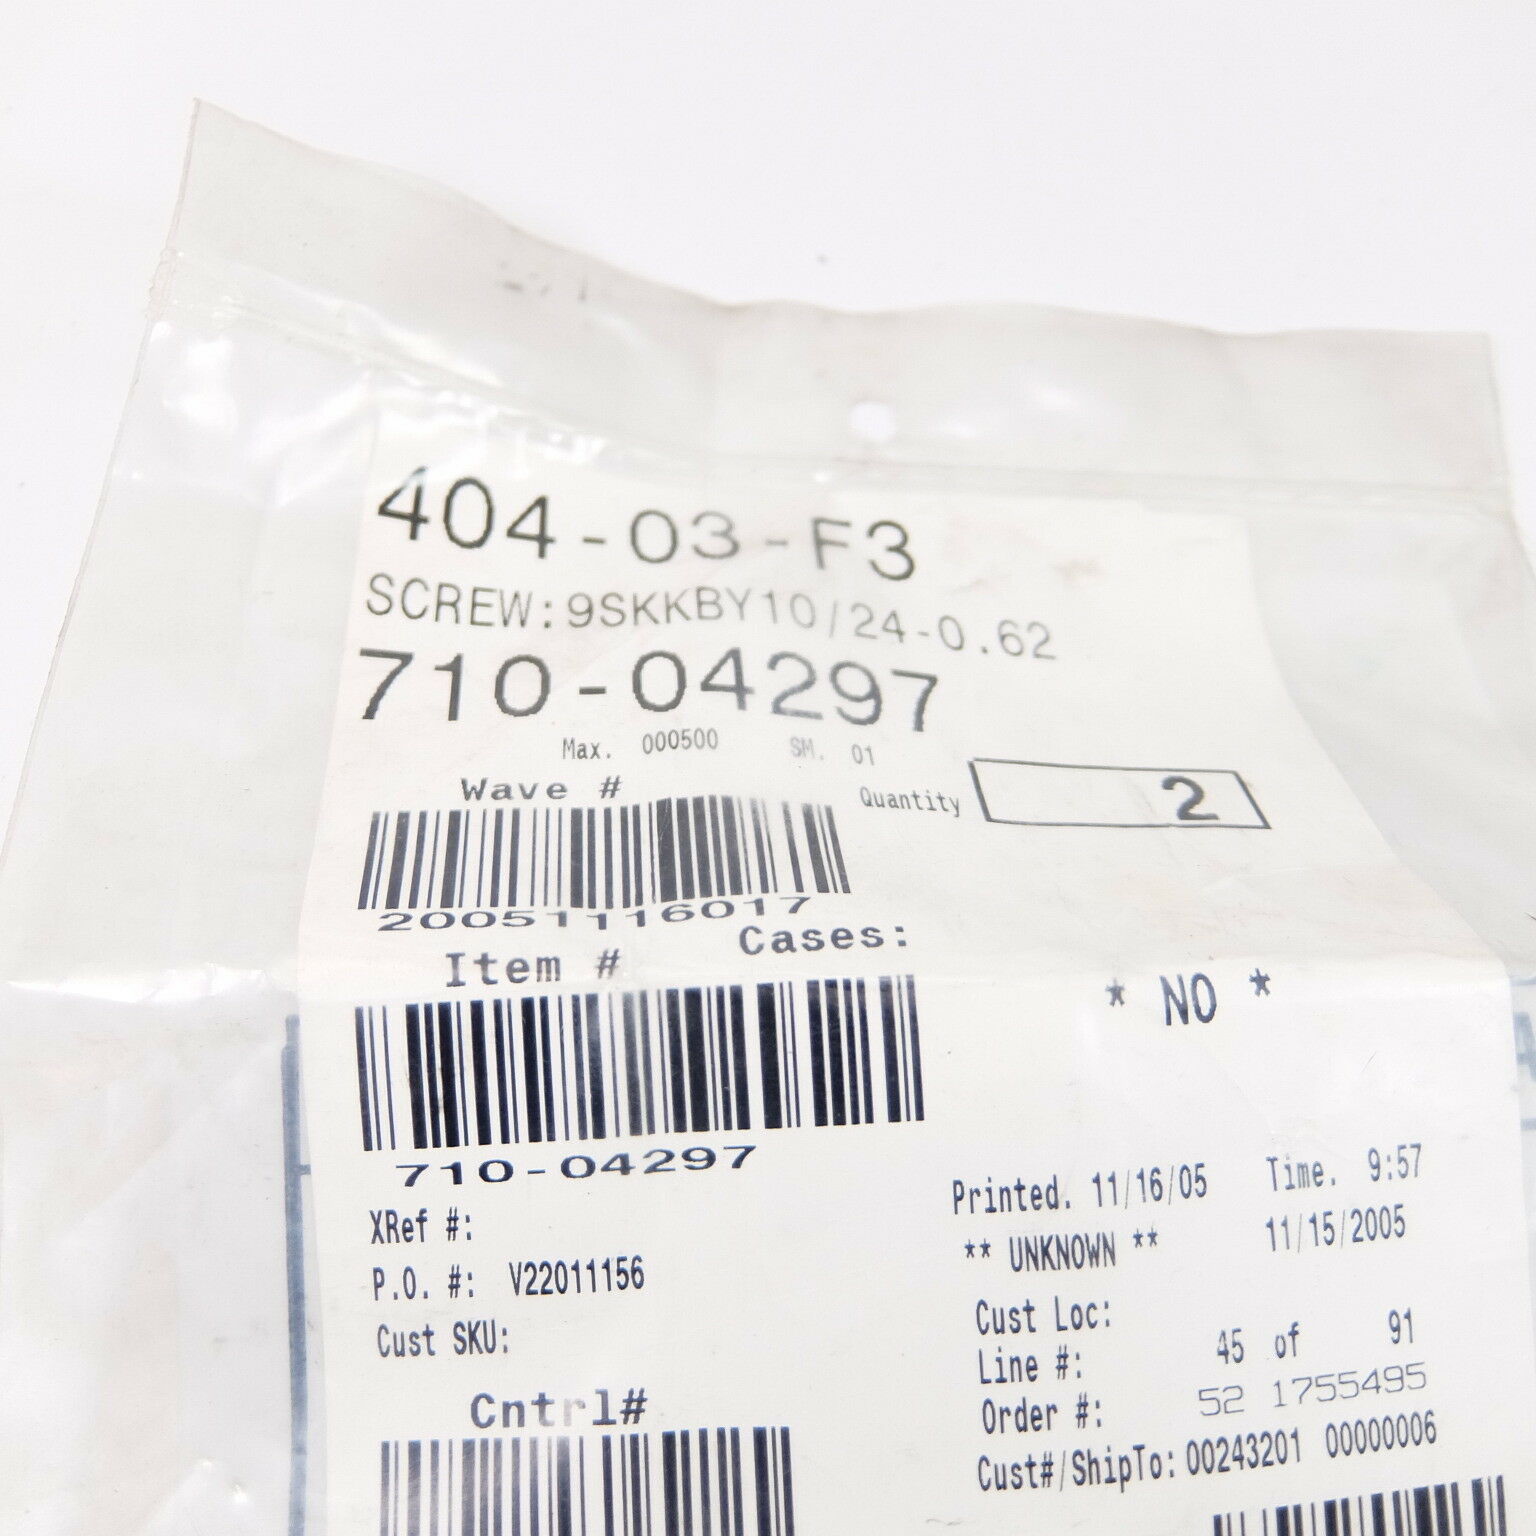 404-03-F3
SCREW:9SKKBY10/24-0.62
710-04297
Max. 000500 SM. 01
Wave #
Quantity 2
20051116017
Item # Cases:
* NO *
710-04297
Printed. 11/16/05 Time. 9:57
XRef #:
** UNKNOWN ** 11/15/2005
P.O. #: V22011156
Cust Loc:
Cust SKU:
Line #: 45 of 91
Order #: 52 1755495
Cntrl#
Cust#/ShipTo: 00243201 00000006